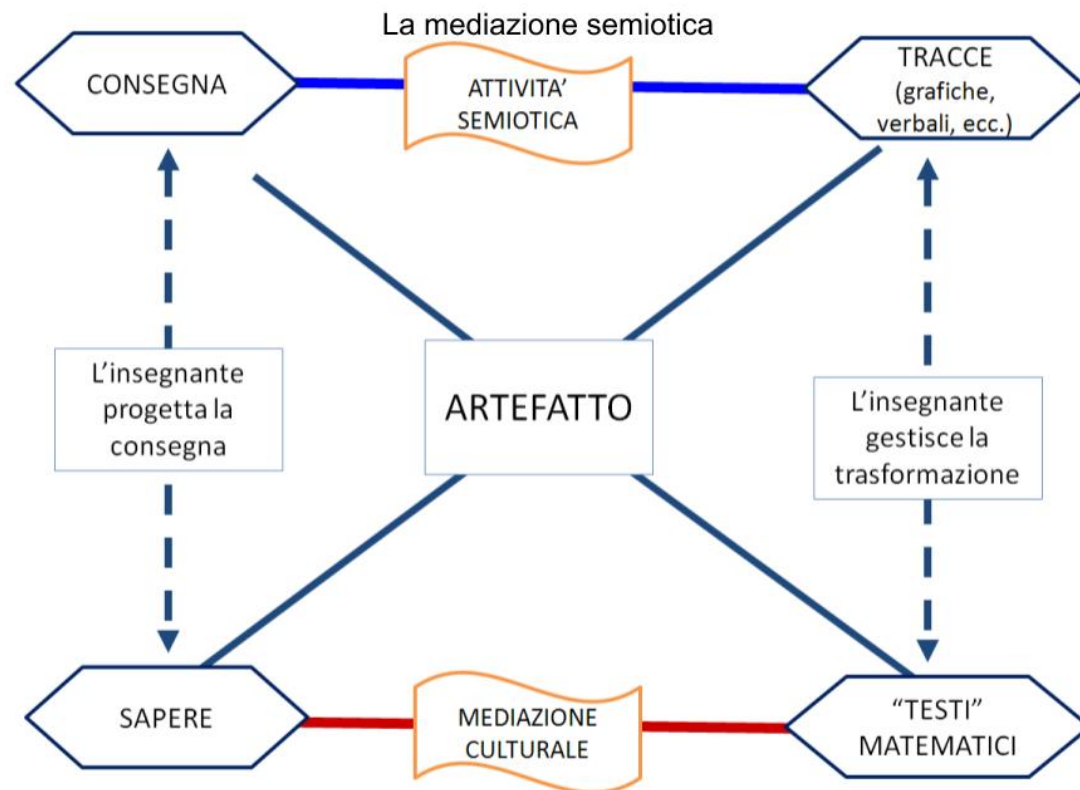 La mediazione semiotica
CONSEGNA
ATTIVITA’
SEMIOTICA
TRACCE
(grafiche,
verbali, ecc.)
L’insegnante
progetta la
consegna
ARTEFATTO
L’insegnante
gestisce la
trasformazione
SAPERE
MEDIAZIONE
CULTURALE
“TESTI”
MATEMATICI